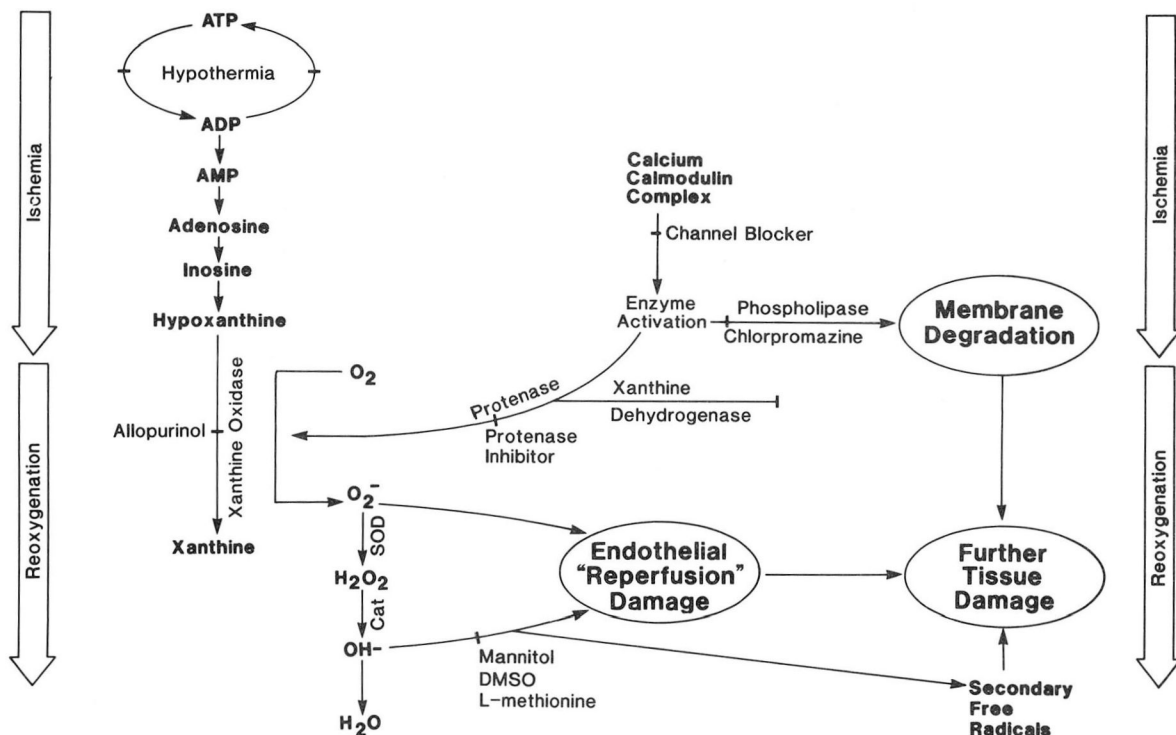 Ischemia
Reoxygenation
ATP
Hypothermia
ADP
AMP
Adenosine
Inosine
Hypoxanthine
Allopurinol
Xanthine Oxidase
Xanthine
O₂
O₂⁻
SOD
H₂O₂
Cat
OH-
H₂O
Calcium
Calmodulin
Complex
Channel Blocker
Enzyme
Activation
Phospholipase
Chlorpromazine
Membrane
Degradation
Protenase
Protenase
Inhibitor
Xanthine
Dehydrogenase
Endothelial
"Reperfusion"
Damage
Mannitol
DMSO
L-methionine
Further
Tissue
Damage
Secondary
Free
Radicals
Ischemia
Reoxygenation